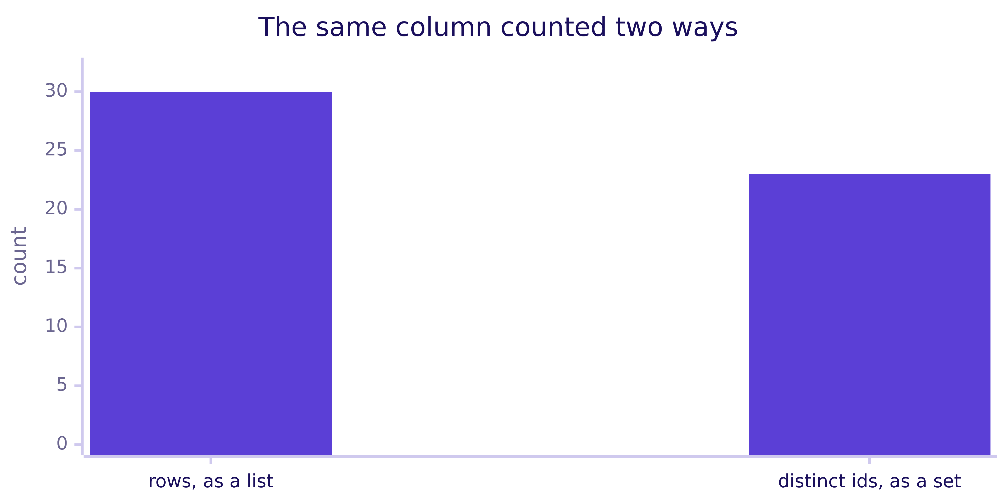 The same column counted two ways
count
30
25
20
15
10
5
0
rows, as a list
distinct ids, as a set